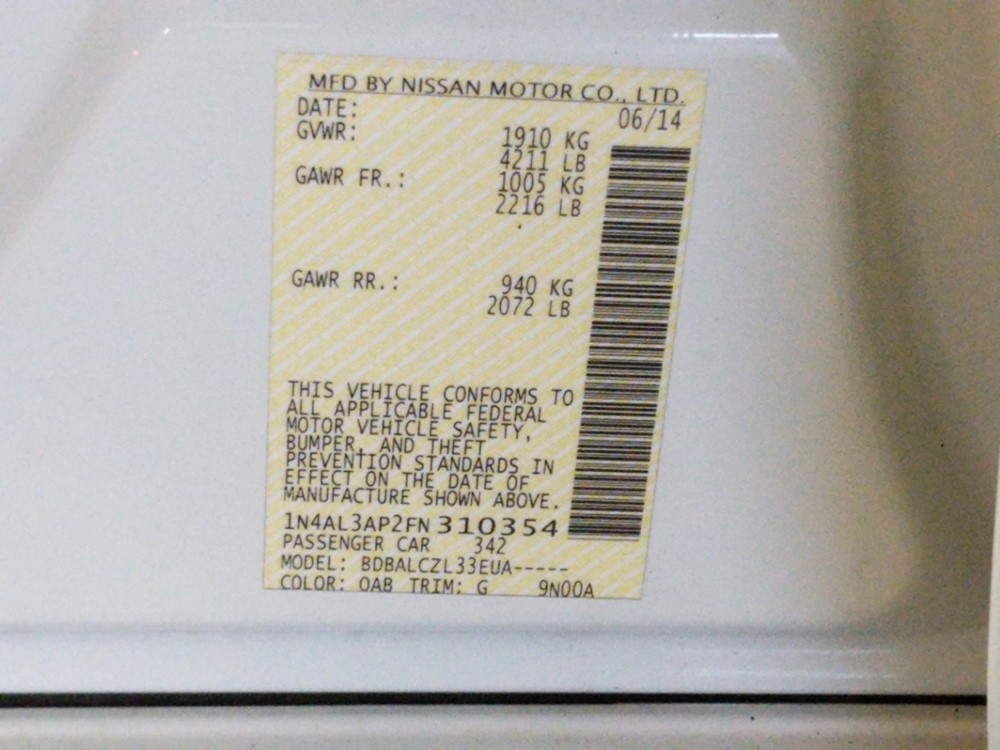 MFD BY NISSAN MOTOR CO., LTD.
DATE: 06/14
GVWR: 1910 KG
4211 LB
GAWR FR.: 1005 KG
2216 LB
GAWR RR.: 940 KG
2072 LB
THIS VEHICLE CONFORMS TO
ALL APPLICABLE FEDERAL
MOTOR VEHICLE SAFETY,
BUMPER, AND THEFT
PREVENTION STANDARDS IN
EFFECT ON THE DATE OF
MANUFACTURE SHOWN ABOVE.
1N4AL3AP2FN310354
PASSENGER CAR 342
MODEL: BDBALCZL33EUA-----
COLOR: QAB TRIM: G 9N00A